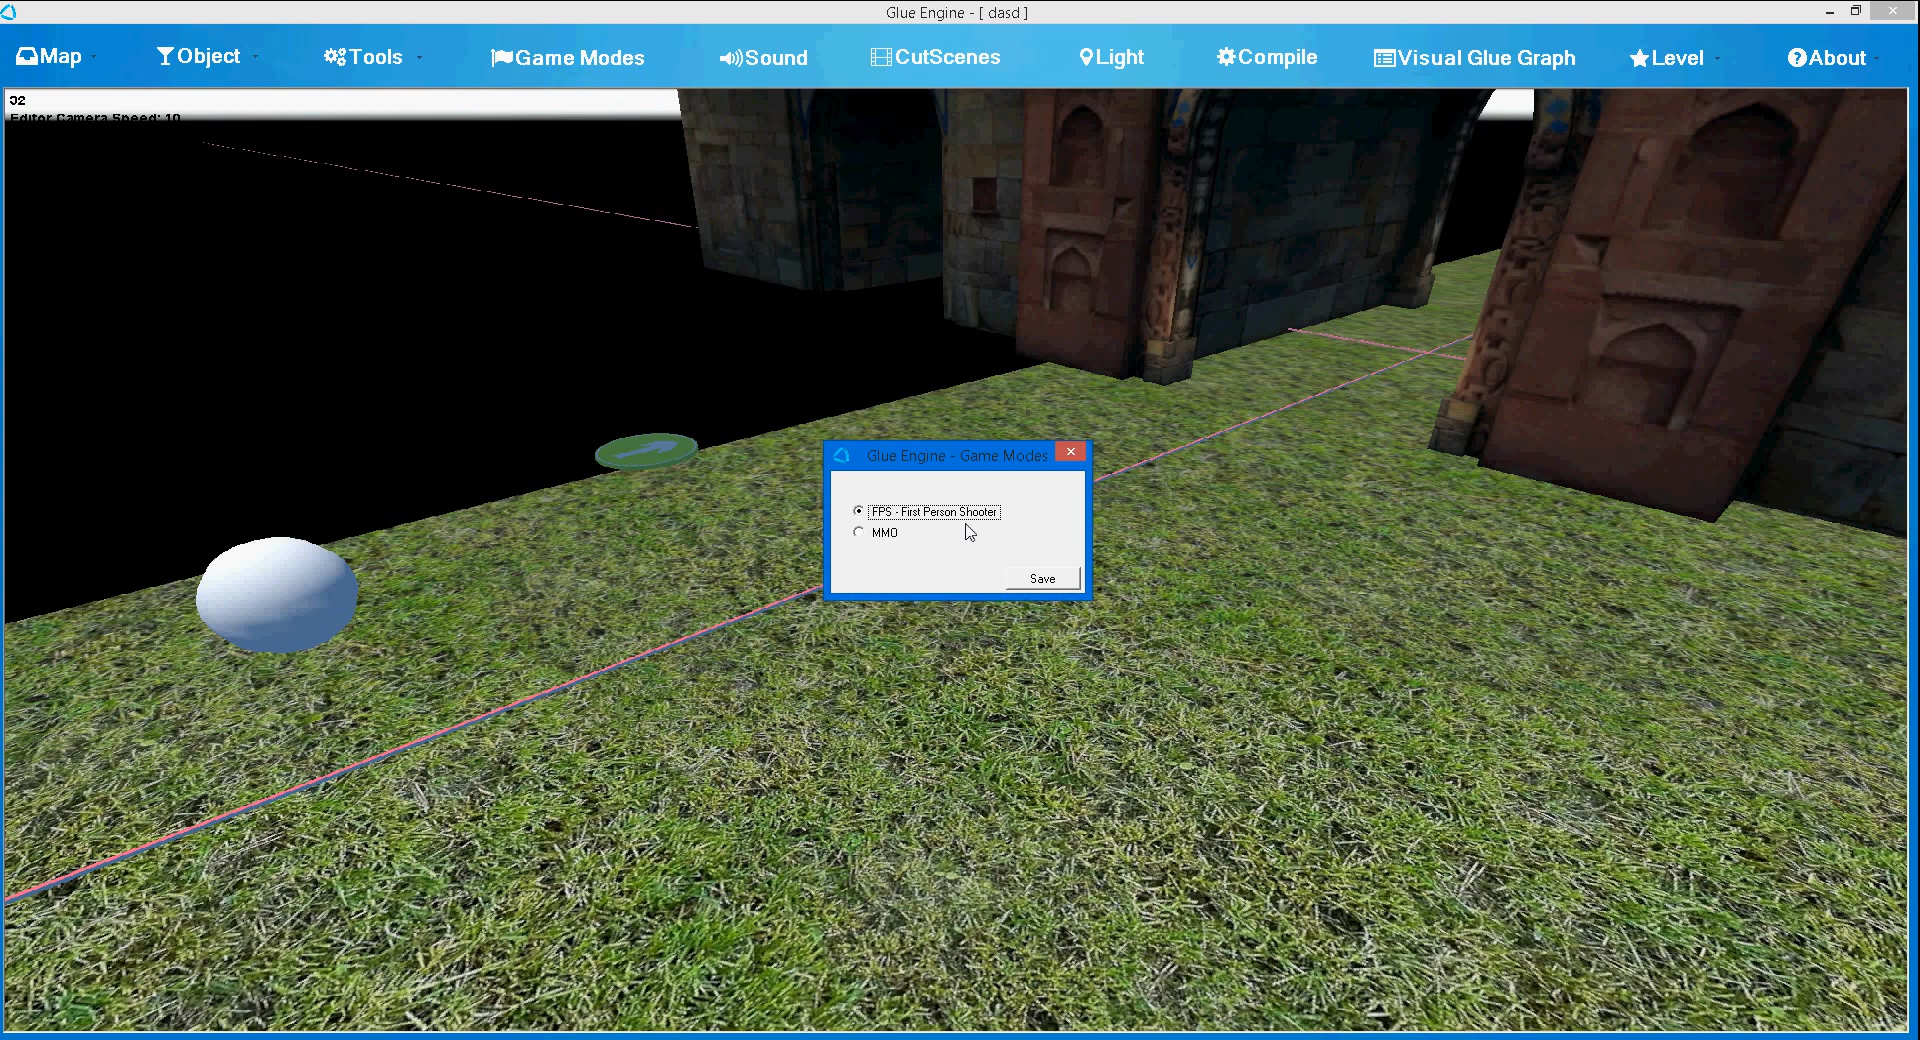 Glue Engine - [ dasd ]
Map
Object
Tools
Game Modes
Sound
CutScenes
Light
Compile
Visual Glue Graph
Level
About
Editor Camera Speed: 10
Glue Engine - Game Modes
FPS - First Person Shooter
MMO
Save